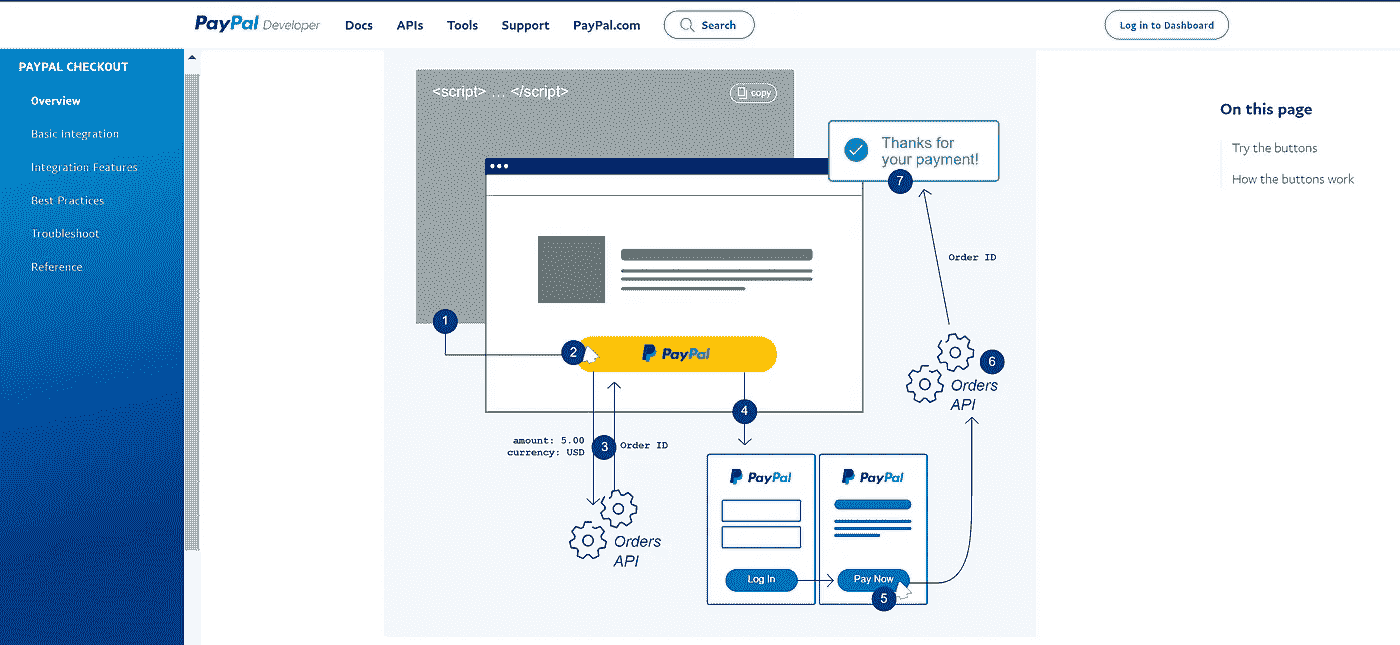 PayPal Developer
Docs
APIs
Tools
Support
PayPal.com
Search
Log in to Dashboard
PAYPAL CHECKOUT
Overview
Basic Integration
Integration Features
Best Practices
Troubleshoot
Reference
<script> ... </script>
copy
Thanks for
your payment!
7
1
2
PayPal
Order ID
6
Orders
API
4
amount: 5.00
currency: USD
3
Order ID
Orders
API
PayPal
Log In
PayPal
Pay Now
5
On this page
Try the buttons
How the buttons work